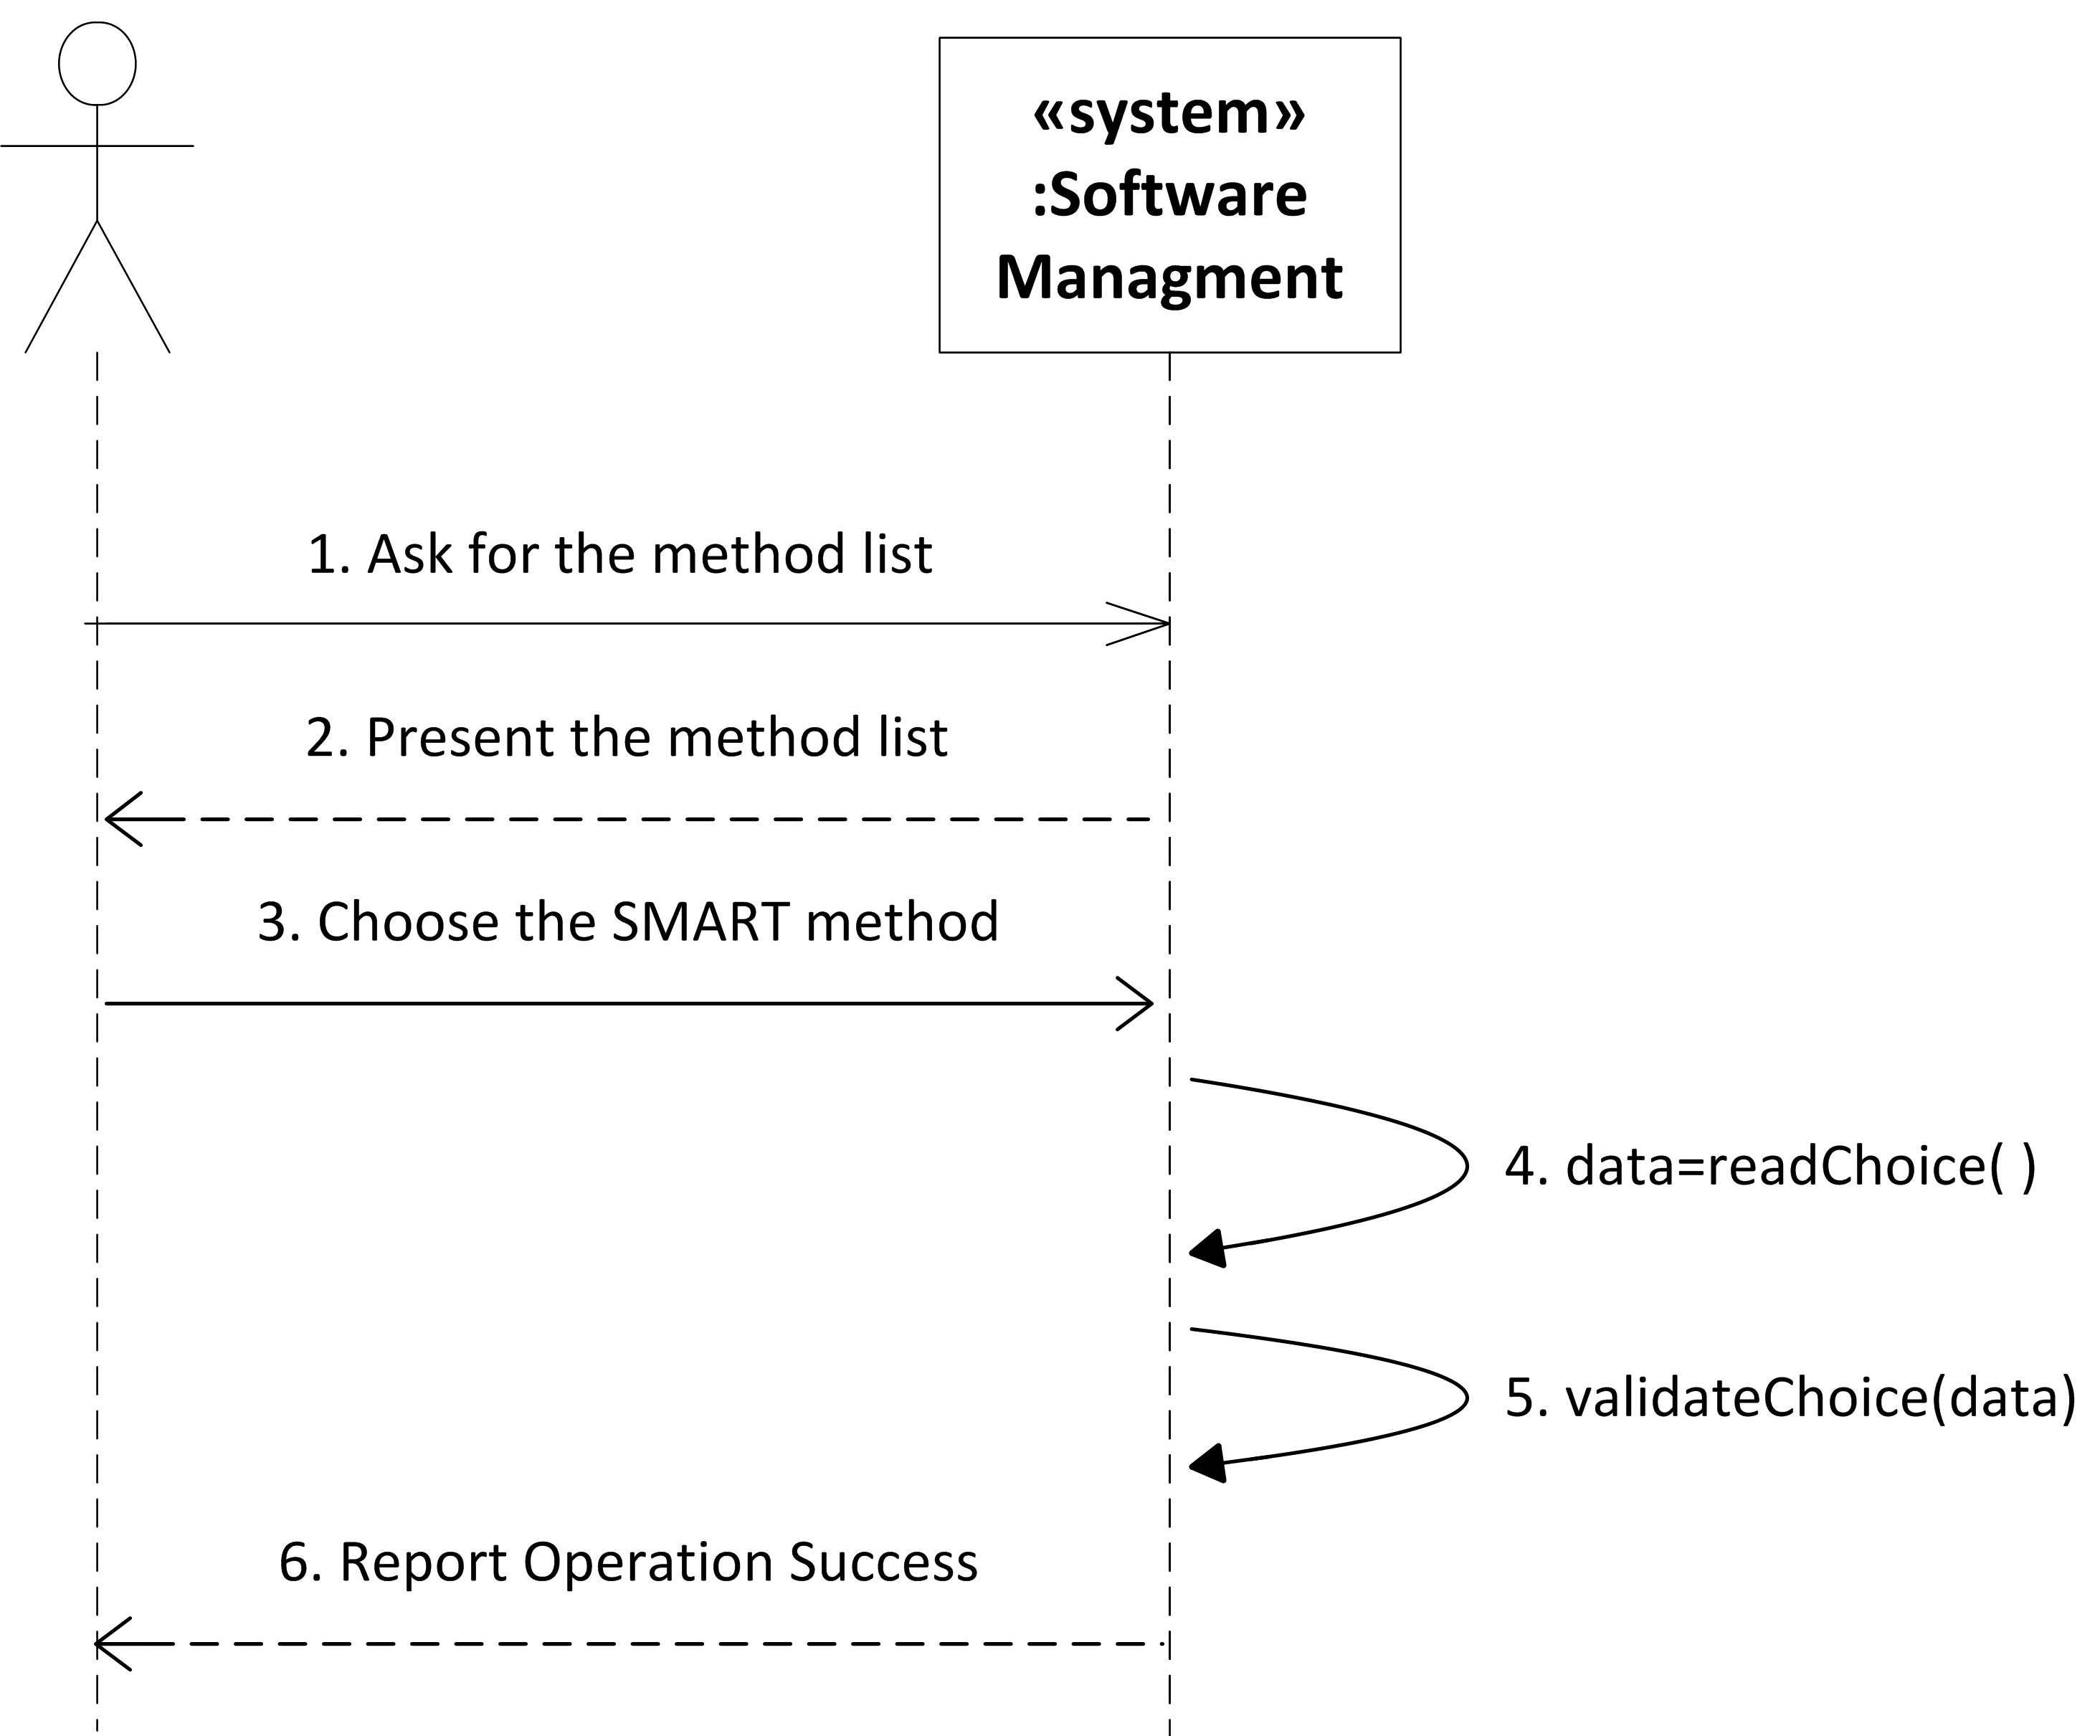 «system»
:Software
Managment
1. Ask for the method list
2. Present the method list
3. Choose the SMART method
4. data=readChoice( )
5. validateChoice(data)
6. Report Operation Success